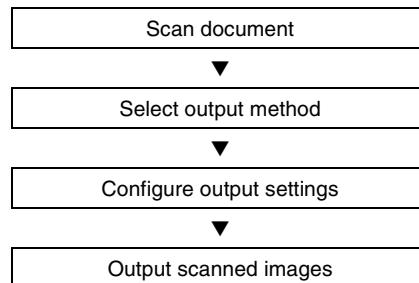 Scan document
▼
Select output method
▼
Configure output settings
▼
Output scanned images